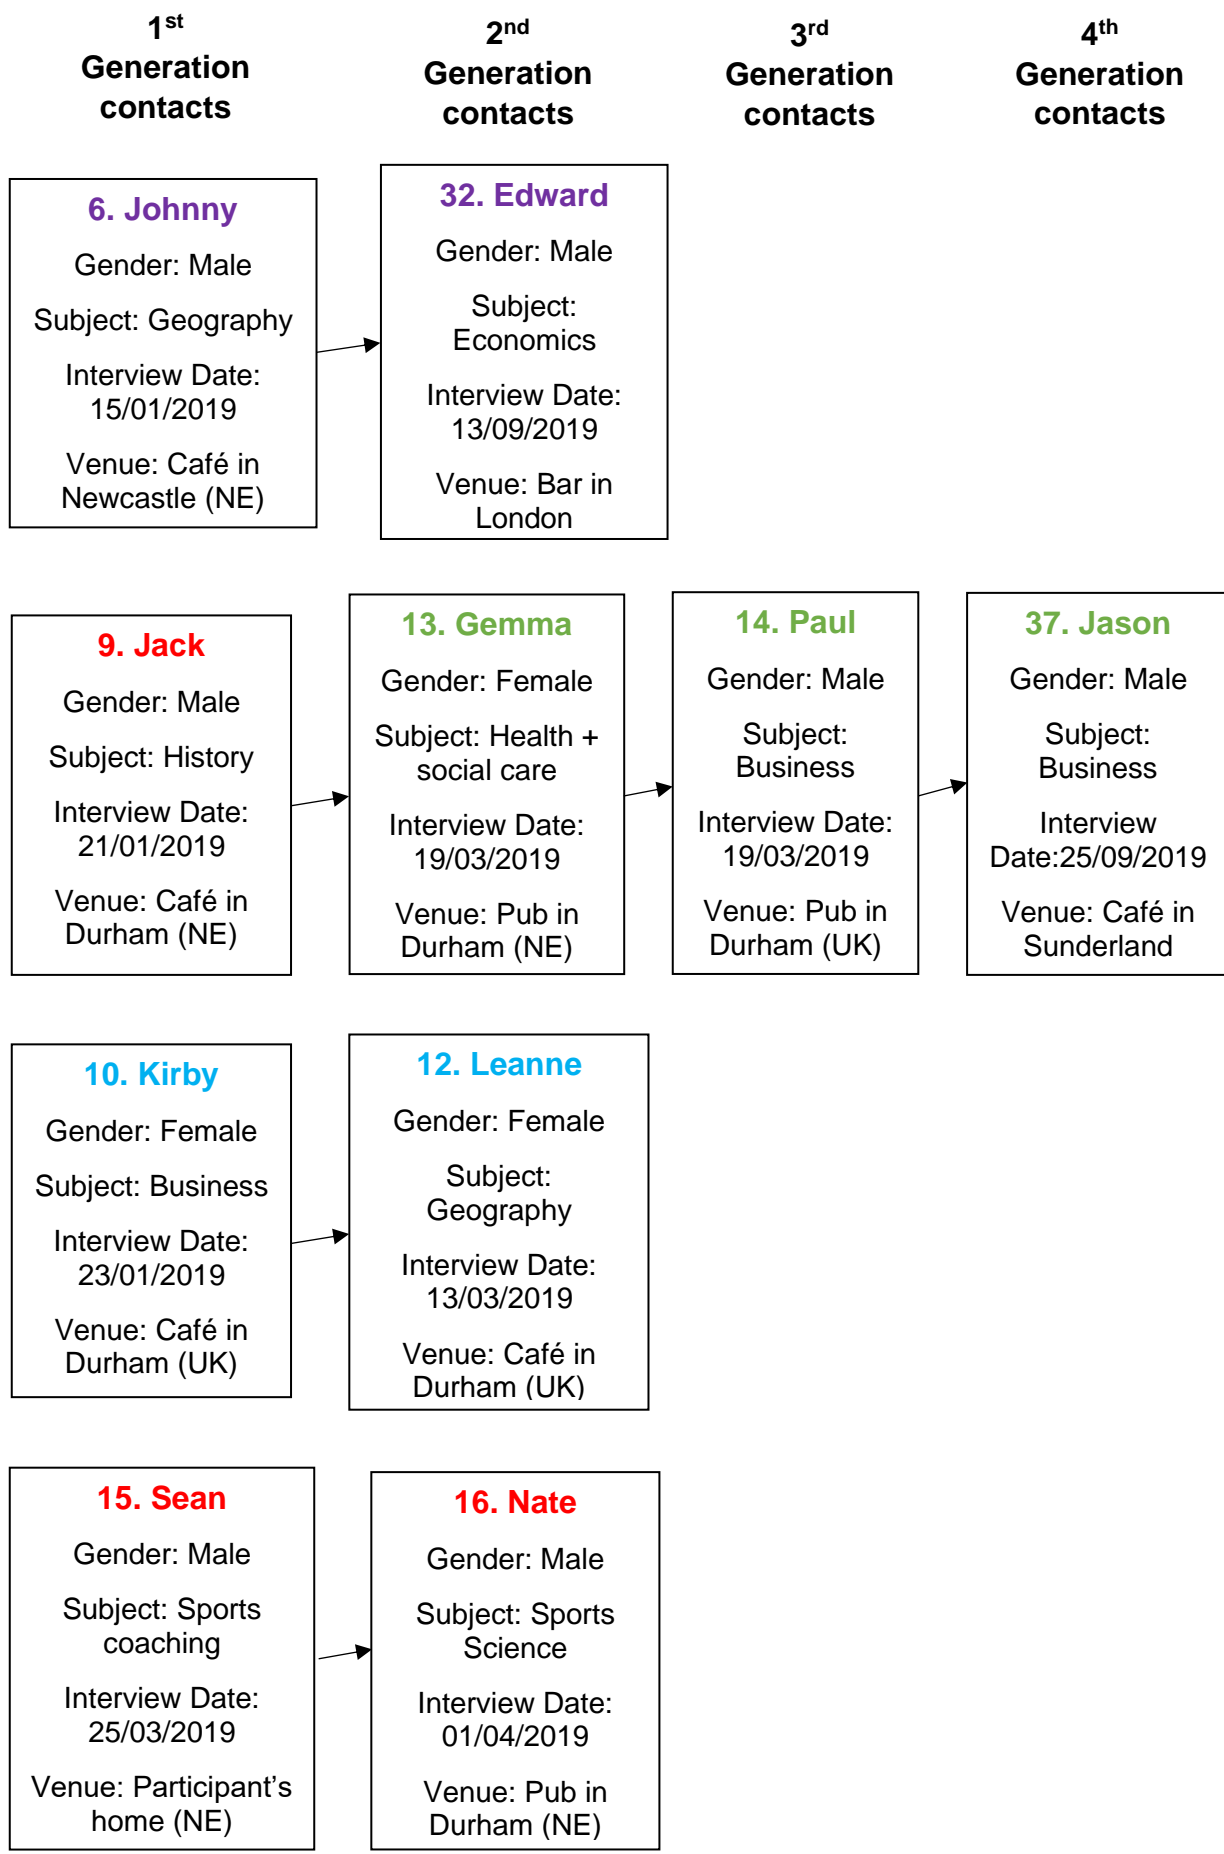 1st
Generation
contacts
2nd
Generation
contacts
3rd
Generation
contacts
4th
Generation
contacts
6. Johnny
Gender: Male
Subject: Geography
Interview Date:
15/01/2019
Venue: Café in
Newcastle (NE)
32. Edward
Gender: Male
Subject:
Economics
Interview Date:
13/09/2019
Venue: Bar in
London
9. Jack
Gender: Male
Subject: History
Interview Date:
21/01/2019
Venue: Café in
Durham (NE)
13. Gemma
Gender: Female
Subject: Health +
social care
Interview Date:
19/03/2019
Venue: Pub in
Durham (NE)
14. Paul
Gender: Male
Subject:
Business
Interview Date:
19/03/2019
Venue: Pub in
Durham (UK)
37. Jason
Gender: Male
Subject:
Business
Interview
Date:25/09/2019
Venue: Café in
Sunderland
10. Kirby
Gender: Female
Subject: Business
Interview Date:
23/01/2019
Venue: Café in
Durham (UK)
12. Leanne
Gender: Female
Subject:
Geography
Interview Date:
13/03/2019
Venue: Café in
Durham (UK)
15. Sean
Gender: Male
Subject: Sports
coaching
Interview Date:
25/03/2019
Venue: Participant’s
home (NE)
16. Nate
Gender: Male
Subject: Sports
Science
Interview Date:
01/04/2019
Venue: Pub in
Durham (NE)